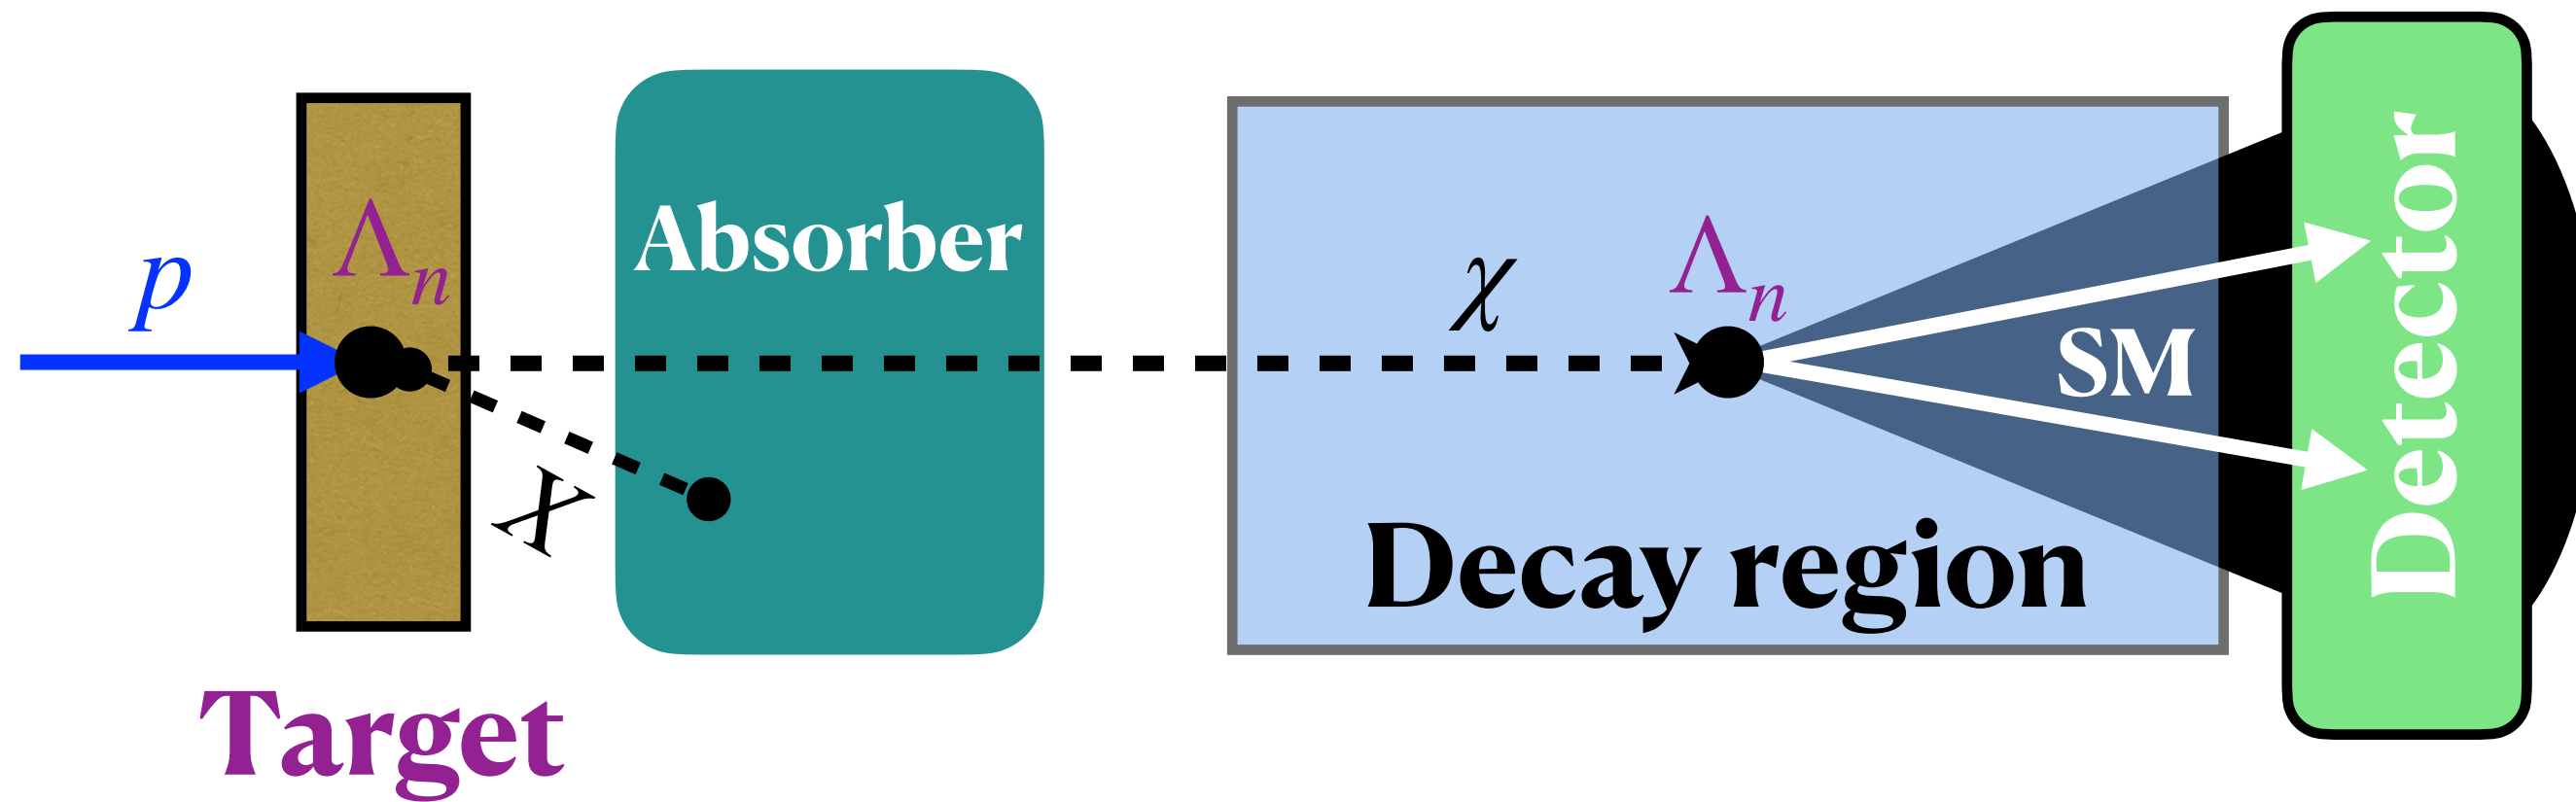 p
Λn
Target
X
Absorber
χ
Λn
Decay region
SM
Detector